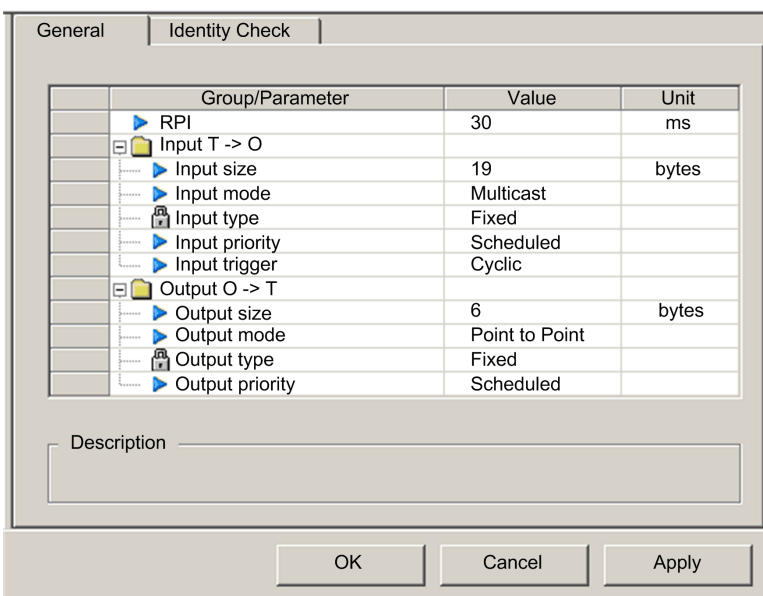 General Identity Check
Group/Parameter Value Unit
RPI 30 ms
Input T -> O
Input size 19 bytes
Input mode Multicast
Input type Fixed
Input priority Scheduled
Input trigger Cyclic
Output O -> T
Output size 6 bytes
Output mode Point to Point
Output type Fixed
Output priority Scheduled
Description
OK Cancel Apply